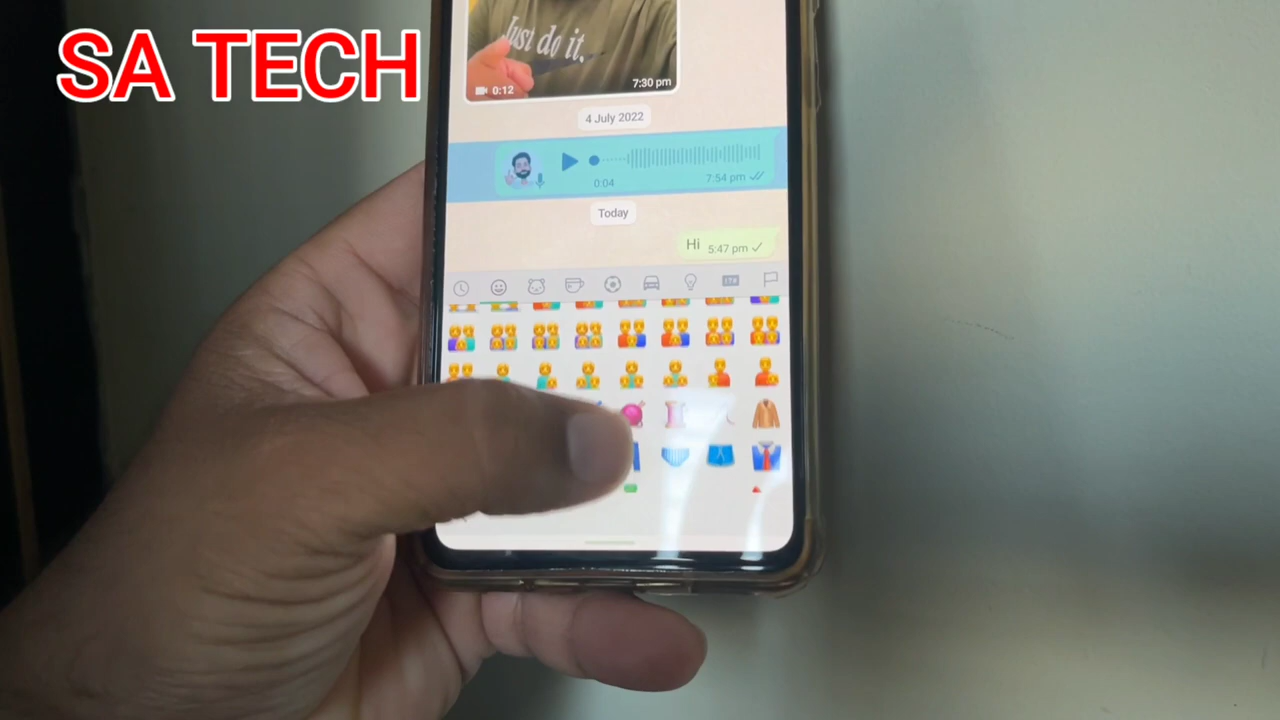 SA TECH
Just do it.
0:12
7:30 pm
4 July 2022
0:04
7:54 pm
Today
Hi 5:47 pm